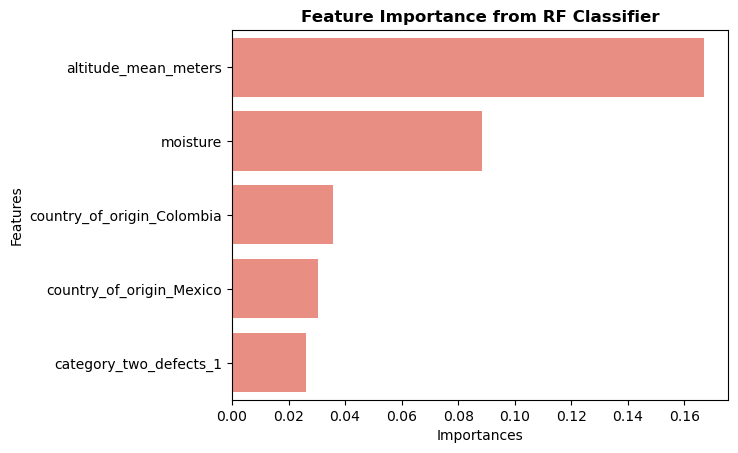 Feature Importance from RF Classifier
Features
altitude_mean_meters
moisture
country_of_origin_Colombia
country_of_origin_Mexico
category_two_defects_1
0.00 0.02 0.04 0.06 0.08 0.10 0.12 0.14 0.16
Importances